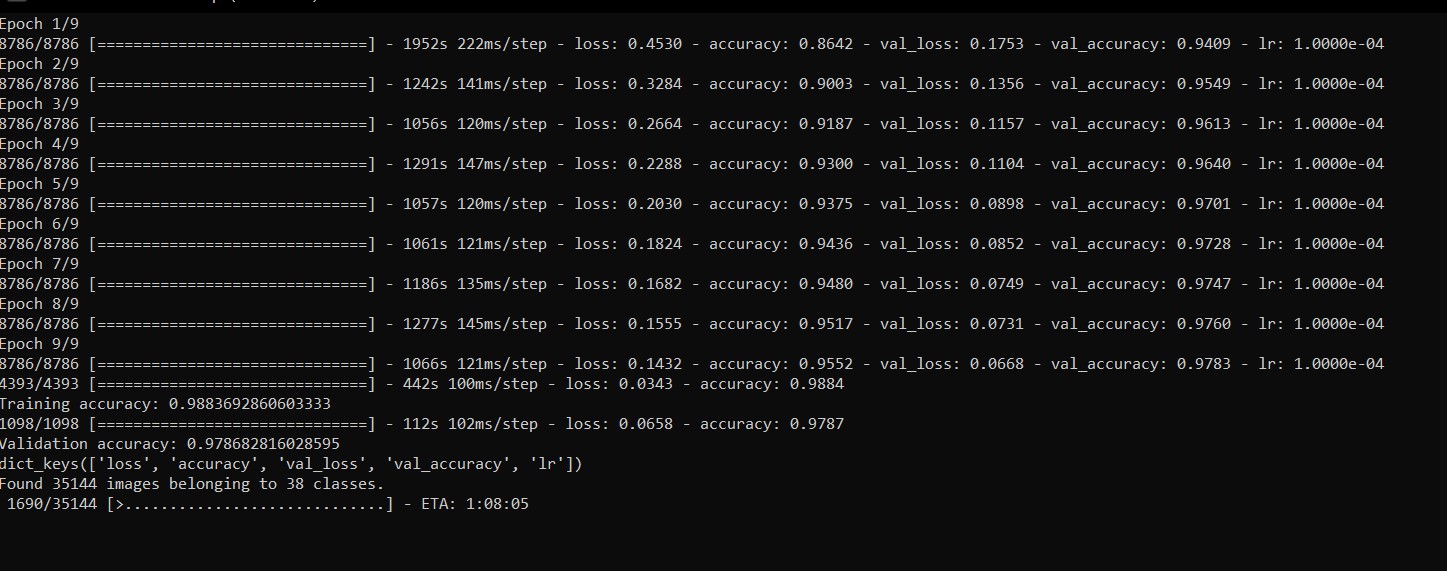 Epoch 1/9
8786/8786 [==============================] - 1952s 222ms/step - loss: 0.4530 - accuracy: 0.8642 - val_loss: 0.1753 - val_accuracy: 0.9409 - lr: 1.0000e-04
Epoch 2/9
8786/8786 [==============================] - 1242s 141ms/step - loss: 0.3284 - accuracy: 0.9003 - val_loss: 0.1356 - val_accuracy: 0.9549 - lr: 1.0000e-04
Epoch 3/9
8786/8786 [==============================] - 1056s 120ms/step - loss: 0.2664 - accuracy: 0.9187 - val_loss: 0.1157 - val_accuracy: 0.9613 - lr: 1.0000e-04
Epoch 4/9
8786/8786 [==============================] - 1291s 147ms/step - loss: 0.2288 - accuracy: 0.9300 - val_loss: 0.1104 - val_accuracy: 0.9640 - lr: 1.0000e-04
Epoch 5/9
8786/8786 [==============================] - 1057s 120ms/step - loss: 0.2030 - accuracy: 0.9375 - val_loss: 0.0898 - val_accuracy: 0.9701 - lr: 1.0000e-04
Epoch 6/9
8786/8786 [==============================] - 1061s 121ms/step - loss: 0.1824 - accuracy: 0.9436 - val_loss: 0.0852 - val_accuracy: 0.9728 - lr: 1.0000e-04
Epoch 7/9
8786/8786 [==============================] - 1186s 135ms/step - loss: 0.1682 - accuracy: 0.9480 - val_loss: 0.0749 - val_accuracy: 0.9747 - lr: 1.0000e-04
Epoch 8/9
8786/8786 [==============================] - 1277s 145ms/step - loss: 0.1555 - accuracy: 0.9517 - val_loss: 0.0731 - val_accuracy: 0.9760 - lr: 1.0000e-04
Epoch 9/9
8786/8786 [==============================] - 1066s 121ms/step - loss: 0.1432 - accuracy: 0.9552 - val_loss: 0.0668 - val_accuracy: 0.9783 - lr: 1.0000e-04
4393/4393 [==============================] - 442s 100ms/step - loss: 0.0343 - accuracy: 0.9884
Training accuracy: 0.9883692860603333
1098/1098 [==============================] - 112s 102ms/step - loss: 0.0658 - accuracy: 0.9787
Validation accuracy: 0.978682816028595
dict_keys(['loss', 'accuracy', 'val_loss', 'val_accuracy', 'lr'])
Found 35144 images belonging to 38 classes.
1690/35144 [>.............................] - ETA: 1:08:05